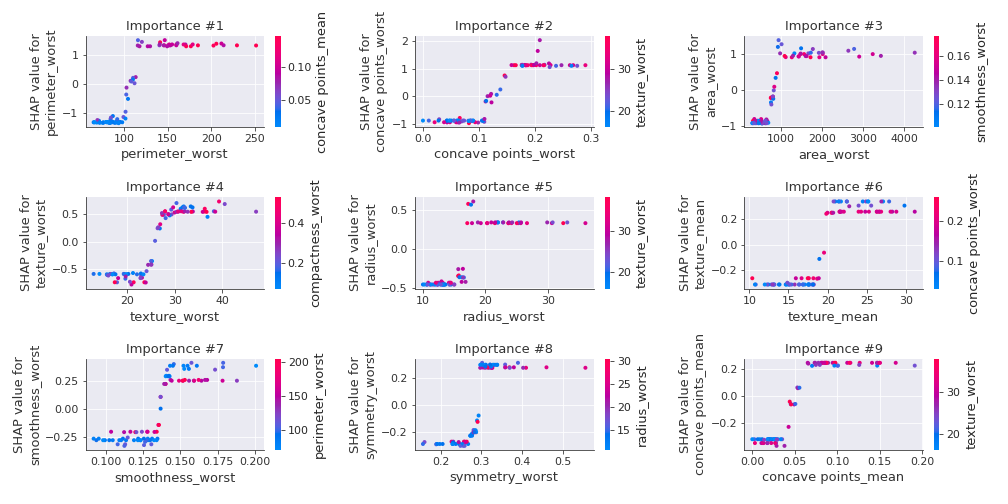 Importance #1
SHAP value for
perimeter_worst
1
0
−1
100
150
200
250
perimeter_worst
0.10
0.05
concave points_mean
Importance #2
SHAP value for
concave points_worst
2
1
0
−1
0.0
0.1
0.2
0.3
concave points_worst
30
20
texture_worst
Importance #3
SHAP value for
area_worst
1
0
−1
1000
2000
3000
4000
area_worst
0.16
0.14
0.12
smoothness_worst
Importance #4
SHAP value for
texture_worst
0.5
0.0
−0.5
20
30
40
texture_worst
0.4
0.2
compactness_worst
Importance #5
SHAP value for
radius_worst
0.5
0.0
−0.5
10
20
30
radius_worst
30
20
texture_worst
Importance #6
SHAP value for
texture_mean
0.2
0.0
−0.2
10
15
20
25
30
texture_mean
0.2
0.1
concave points_worst
Importance #7
SHAP value for
smoothness_worst
0.25
0.00
−0.25
0.100
0.125
0.150
0.175
0.200
smoothness_worst
200
150
100
perimeter_worst
Importance #8
SHAP value for
symmetry_worst
0.2
0.0
−0.2
0.2
0.3
0.4
0.5
symmetry_worst
30
25
20
15
radius_worst
Importance #9
SHAP value for
concave points_mean
0.2
0.0
−0.2
0.00
0.05
0.10
0.15
0.20
concave points_mean
30
20
texture_worst